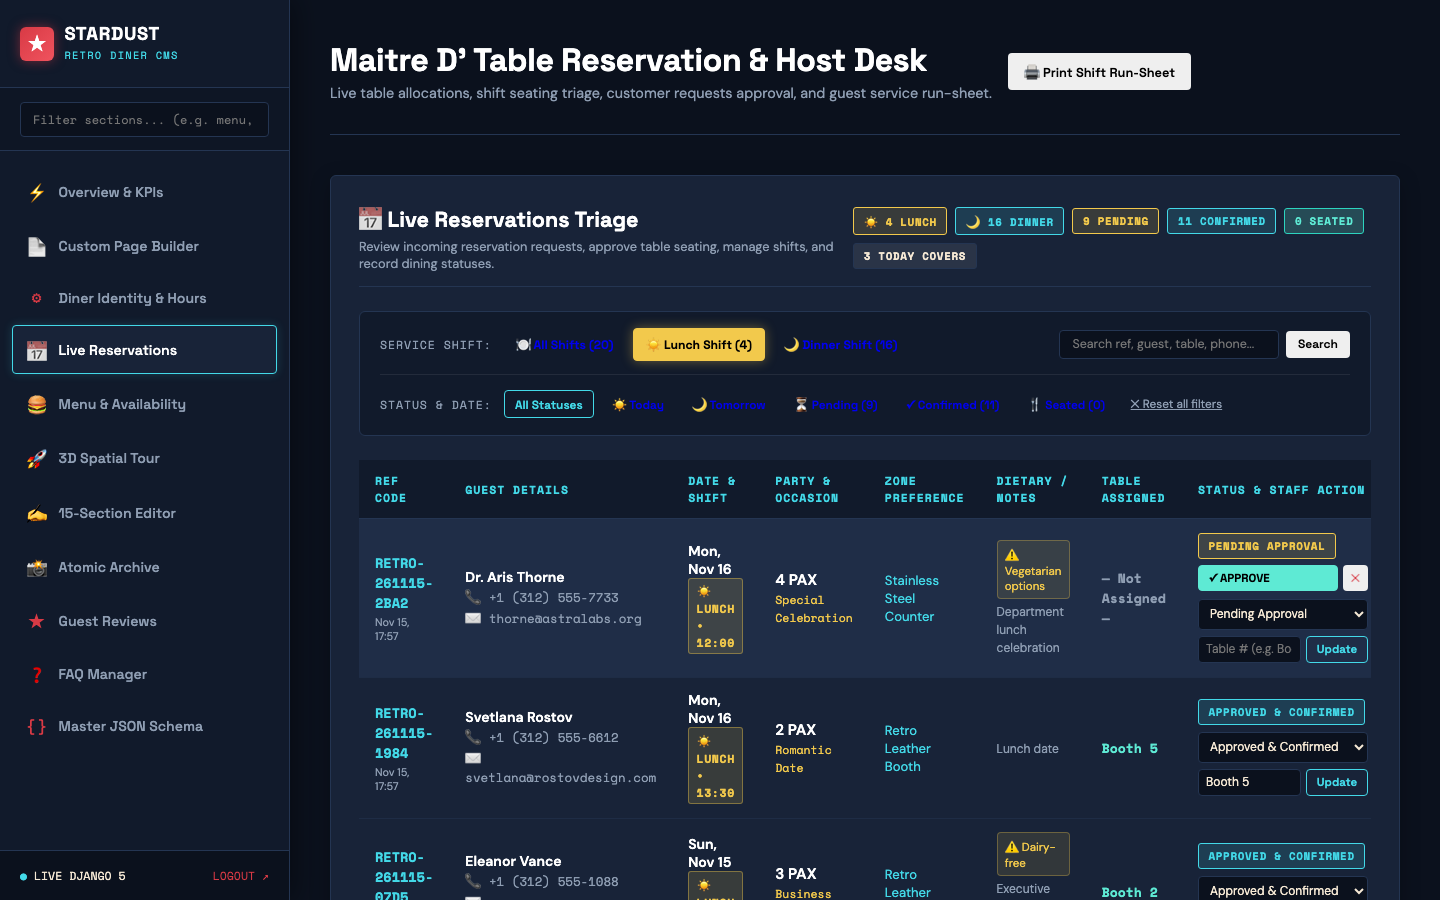 STARDUST
RETRO DINER CMS
Filter sections... (e.g. menu,
Overview & KPIs
Custom Page Builder
Diner Identity & Hours
Live Reservations
Menu & Availability
3D Spatial Tour
15-Section Editor
Atomic Archive
Guest Reviews
FAQ Manager
{} Master JSON Schema
LIVE DJANGO 5
LOGOUT ↗
Maitre D' Table Reservation & Host Desk
Live table allocations, shift seating triage, customer requests approval, and guest service run-sheet.
Print Shift Run-Sheet
Live Reservations Triage
Review incoming reservation requests, approve table seating, manage shifts, and
record dining statuses.
4 LUNCH
16 DINNER
9 PENDING
11 CONFIRMED
0 SEATED
3 TODAY COVERS
SERVICE SHIFT:
All Shifts (20)
Lunch Shift (4)
Dinner Shift (16)
Search ref, guest, table, phone...
Search
STATUS & DATE:
All Statuses
Today
Tomorrow
Pending (9)
✓ Confirmed (11)
Seated (0)
✕ Reset all filters
REF
CODE
GUEST DETAILS
DATE &
SHIFT
PARTY &
OCCASION
ZONE
PREFERENCE
DIETARY /
NOTES
TABLE
ASSIGNED
STATUS & STAFF ACTION
RETRO-
261115-
2BA2
Nov 15,
17:57
Dr. Aris Thorne
+1 (312) 555-7733
thorne@astralabs.org
Mon,
Nov 16
LUNCH
•
12:00
4 PAX
Special
Celebration
Stainless
Steel
Counter
Vegetarian
options
Department
lunch
celebration
— Not
Assigned
—
PENDING APPROVAL
✓ APPROVE
✕
Pending Approval
Table # (e.g. Bo
Update
RETRO-
261115-
1984
Nov 15,
17:57
Svetlana Rostov
+1 (312) 555-6612
svetlana@rostovdesign.com
Mon,
Nov 16
LUNCH
•
13:30
2 PAX
Romantic
Date
Retro
Leather
Booth
Lunch date
Booth 5
APPROVED & CONFIRMED
Approved & Confirmed
Booth 5
Update
RETRO-
261115-
07D5
Eleanor Vance
+1 (312) 555-1088
Sun,
Nov 15
LUNCH
3 PAX
Business
Retro
Leather
Dairy-
free
Executive
Booth 2
APPROVED & CONFIRMED
Approved & Confirmed